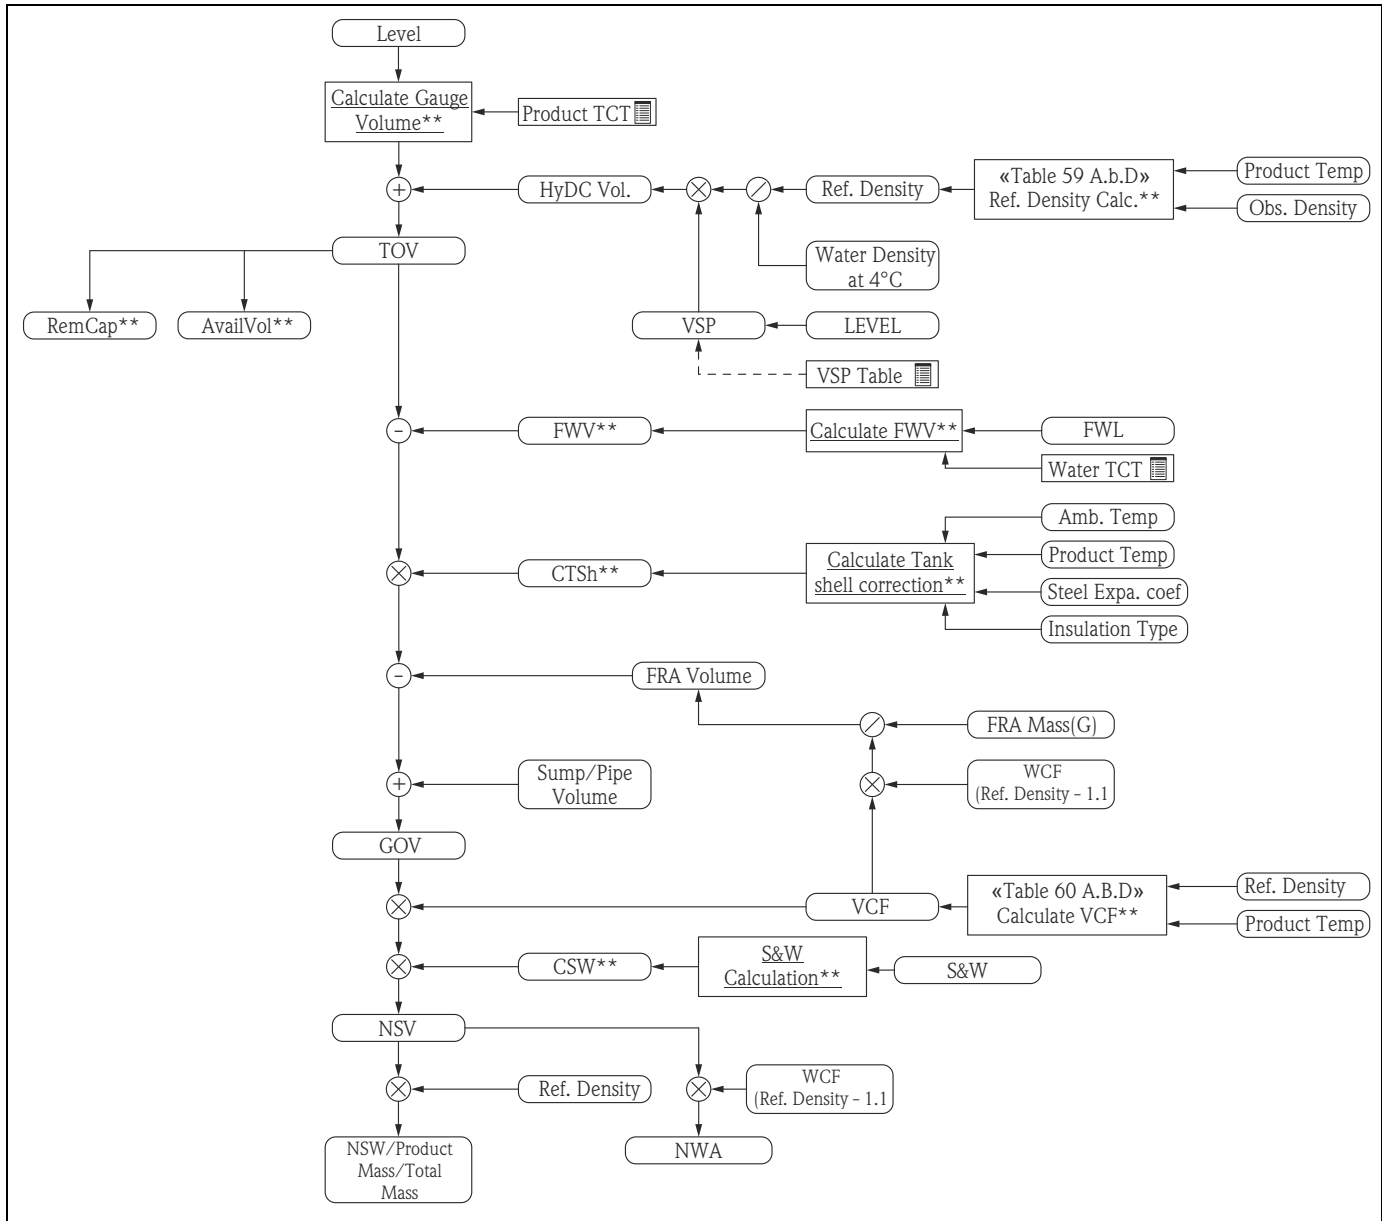 Level
Calculate Gauge
Volume**
Product TCT
+
HyDC Vol.
×
/
Ref. Density
«Table 59 A.b.D»
Ref. Density Calc.**
Product Temp
Obs. Density
TOV
Water Density
at 4°C
RemCap**
AvailVol**
VSP
LEVEL
VSP Table
-
FWV**
Calculate FWV**
FWL
Water TCT
Amb. Temp
×
CTSh**
Calculate Tank
shell correction**
Product Temp
Steel Expa. coef
Insulation Type
-
FRA Volume
/
FRA Mass(G)
+
Sump/Pipe
Volume
×
WCF
(Ref. Density - 1.1
GOV
×
VCF
«Table 60 A.B.D»
Calculate VCF**
Ref. Density
Product Temp
×
CSW**
S&W
Calculation**
S&W
NSV
×
Ref. Density
×
WCF
(Ref. Density - 1.1
NSW/Product
Mass/Total
Mass
NWA